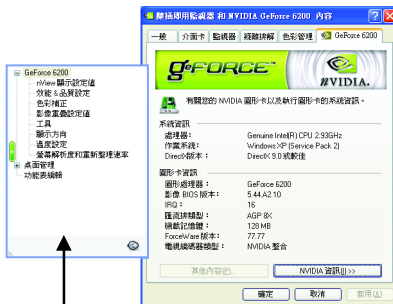 隨插即用監視器 和 NVIDIA GeForce 6200 內容
一般 介面卡 監視器 疑難排解 色彩管理 GeForce 6200
GeForce 6200
nView 顯示設定值
效能 & 品質設定
色彩補正
影像重疊設定值
工具
顯示方向
溫度設定
螢幕解析度和重新整理速率
桌面管理
功能表編輯
GEFORCE
NVIDIA.
有關您的 NVIDIA 圖形卡以及執行圖形卡的系統資訊。
系統資訊
處理器： Genuine Intel(R) CPU 2.93GHz
作業系統： Windows XP (Service Pack 2)
DirectX版本： DirectX 9.0 或較佳
圖形卡資訊
圖形處理器： GeForce 6200
影像 BIOS 版本： 5.44.A2.10
IRQ： 16
匯流排類型： AGP 8X
機載記憶體： 128 MB
ForceWare 版本： 77.77
電視編碼器類型： NVIDIA 整合
其他內容(P)...
NVIDIA 資訊(I) >>
確定 取消 套用(A)